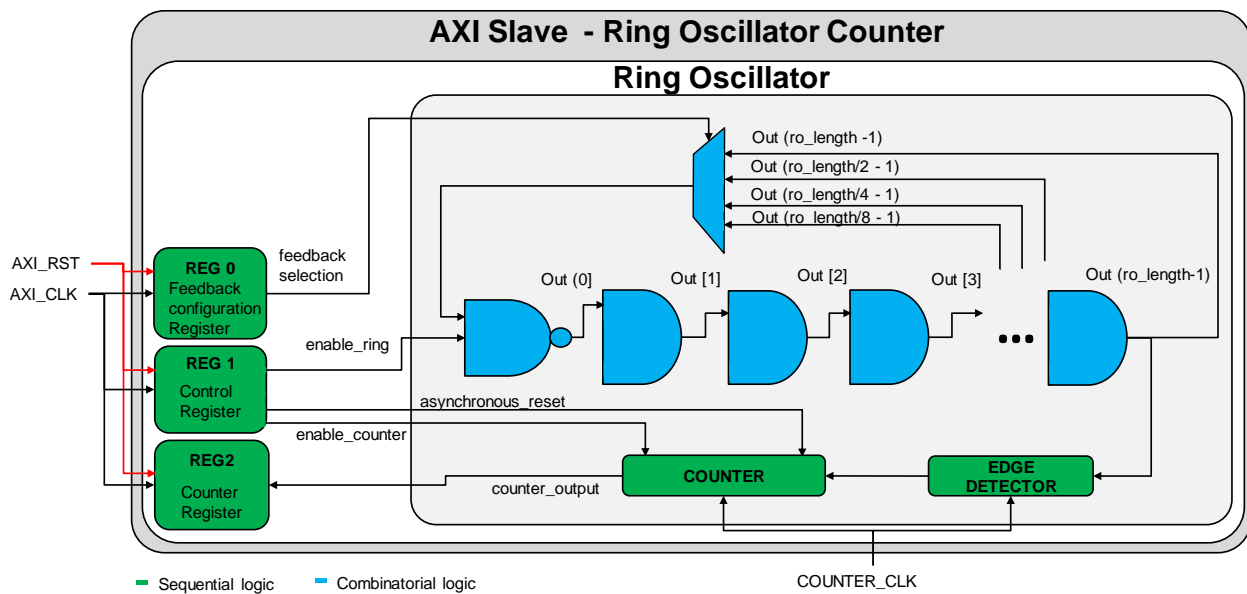 AXI Slave - Ring Oscillator Counter
Ring Oscillator
Out (ro_length -1)
Out (ro_length/2 - 1)
Out (ro_length/4 - 1)
Out (ro_length/8 - 1)
AXI_RST
AXI_CLK
REG 0
Feedback
configuration
Register
feedback
selection
Out (0]
Out [1]
Out [2]
Out [3]
Out (ro_length-1)
enable_ring
REG 1
Control
Register
asynchronous_reset
enable_counter
REG2
Counter
Register
counter_output
COUNTER
EDGE
DETECTOR
COUNTER_CLK
Sequential logic
Combinatorial logic